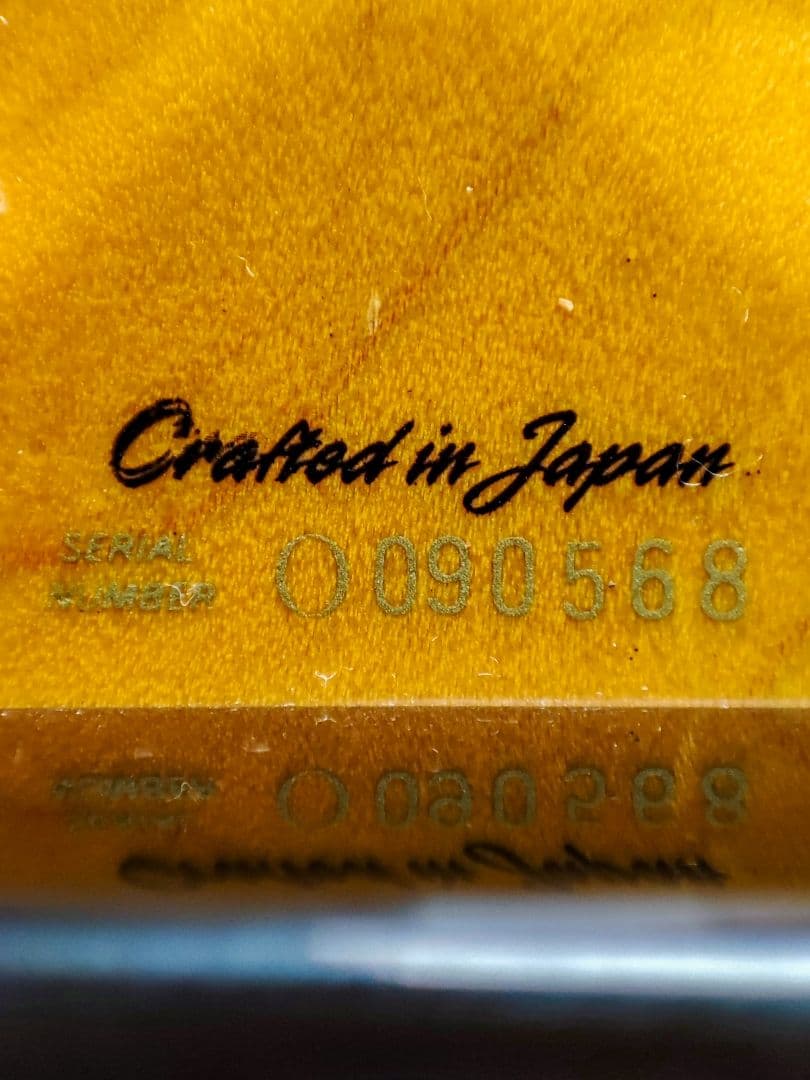 Crafted in Japan
SERIAL
NUMBER O090568